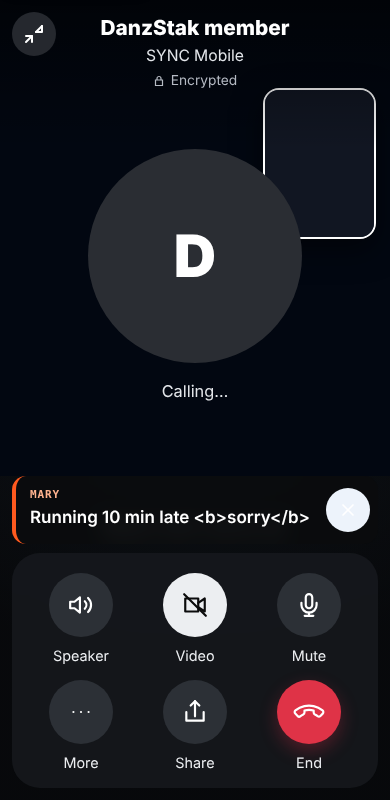 DanzStak member
SYNC Mobile
Encrypted
D
Calling...
MARY
Running 10 min late <b>sorry</b>
Speaker
Video
Mute
More
Share
End